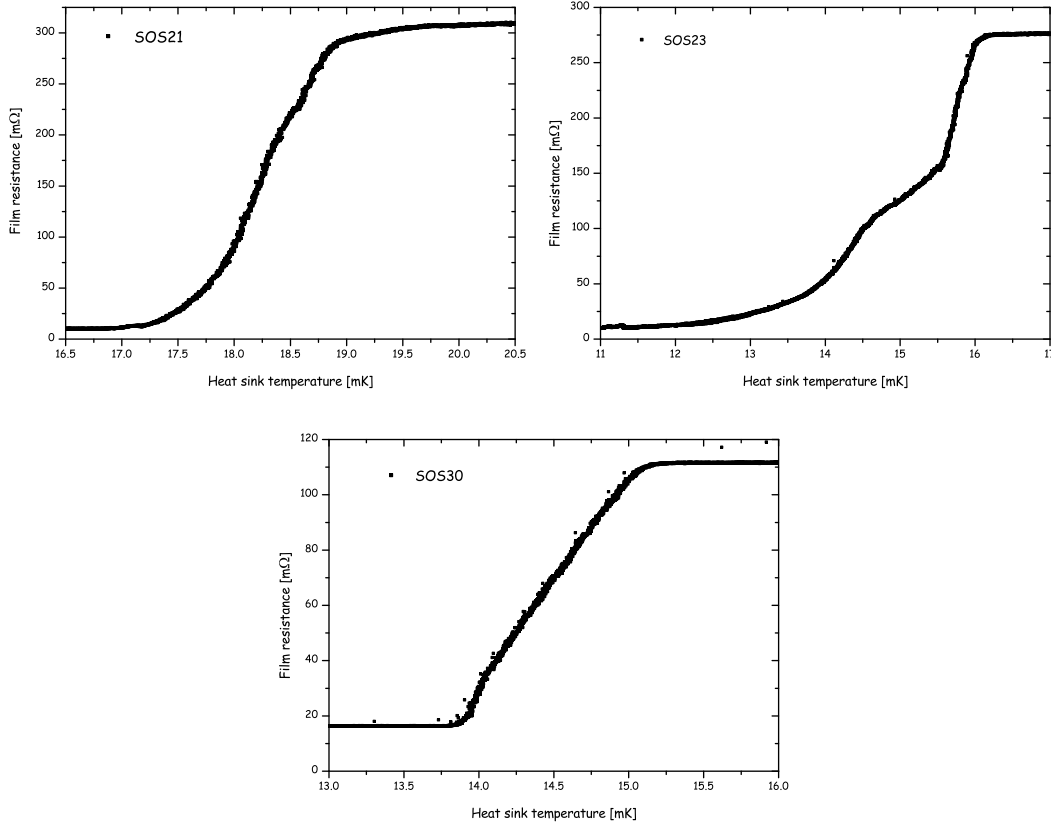 300
250
200
150
100
50
0
Film resistance [mΩ]
SOS21
16.5 17.0 17.5 18.0 18.5 19.0 19.5 20.0 20.5
Heat sink temperature [mK]
300
250
200
150
100
50
0
Film resistance [mΩ]
SOS23
11 12 13 14 15 16 17
Heat sink temperature [mK]
120
100
80
60
40
20
0
Film resistance [mΩ]
SOS30
13.0 13.5 14.0 14.5 15.0 15.5 16.0
Heat sink temperature [mK]